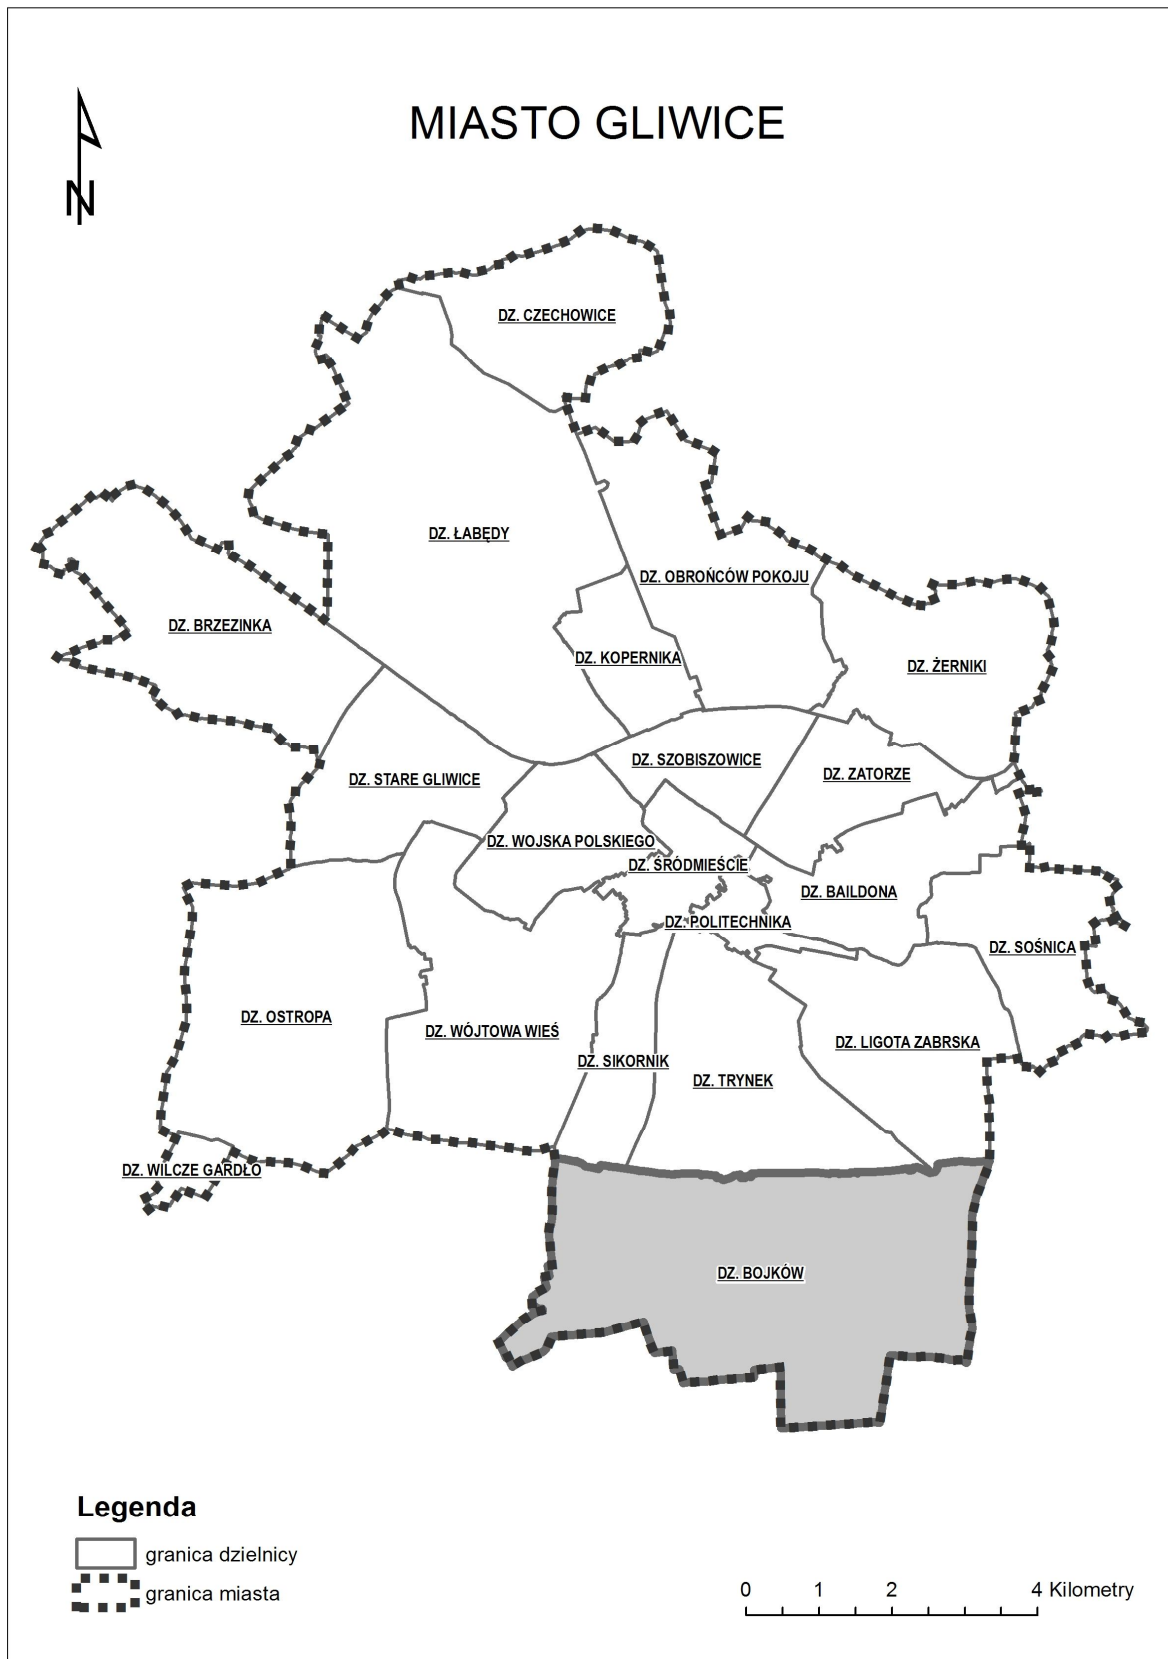 MIASTO GLIWICE
N
DZ. CZECHOWICE
DZ. ŁABĘDY
DZ. OBROŃCÓW POKOJU
DZ. BRZEZINKA
DZ. KOPERNIKA
DZ. ŻERNIKI
DZ. SZOBISZOWICE
DZ. STARE GLIWICE
DZ. ZATORZE
DZ. WOJSKA POLSKIEGO
DZ. ŚRÓDMIEŚCIE
DZ. BAILDONA
DZ. POLITECHNIKA
DZ. SOŚNICA
DZ. OSTROPA
DZ. WÓJTOWA WIEŚ
DZ. LIGOTA ZABRSKA
DZ. SIKORNIK
DZ. TRYNEK
DZ. WILCZE GARDŁO
DZ. BOJKÓW
Legenda
granica dzielnicy
granica miasta
0 1 2 4 Kilometry